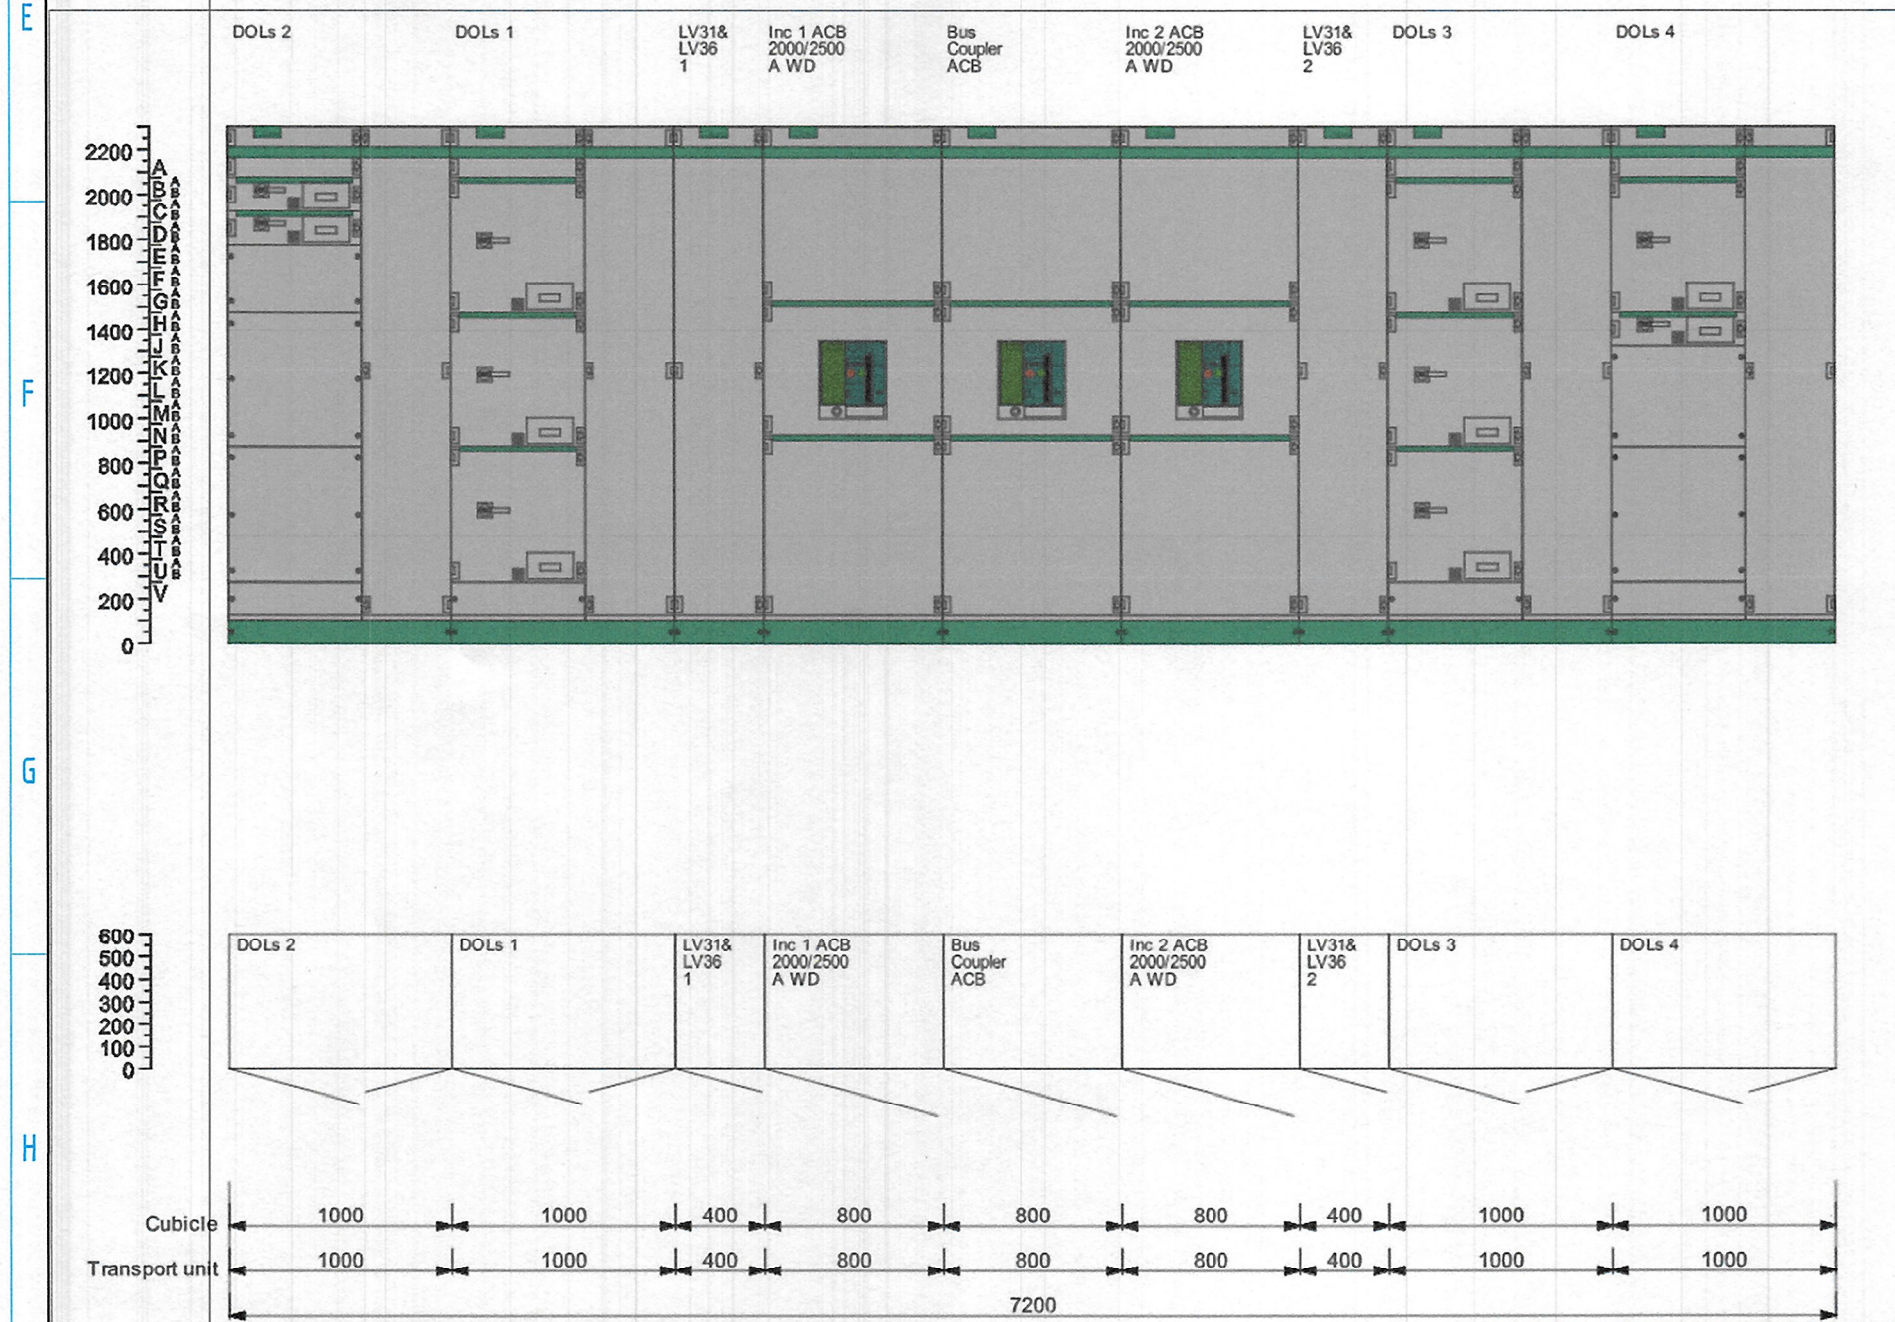 E
DOLs 2
DOLs 1
LV31&
LV36
1
Inc 1 ACB
2000/2500
A WD
Bus
Coupler
ACB
Inc 2 ACB
2000/2500
A WD
LV31&
LV36
2
DOLs 3
DOLs 4
2200
2000
1800
1600
1400
1200
1000
800
600
400
200
0
A
B
C
D
E
F
G
H
J
K
L
M
N
P
Q
R
S
T
U
V
F
G
600
500
400
300
200
100
0
DOLs 2
DOLs 1
LV31&
LV36
1
Inc 1 ACB
2000/2500
A WD
Bus
Coupler
ACB
Inc 2 ACB
2000/2500
A WD
LV31&
LV36
2
DOLs 3
DOLs 4
H
Cubicle 1000 1000 400 800 800 800 400 1000 1000
Transport unit 1000 1000 400 800 800 800 400 1000 1000
7200